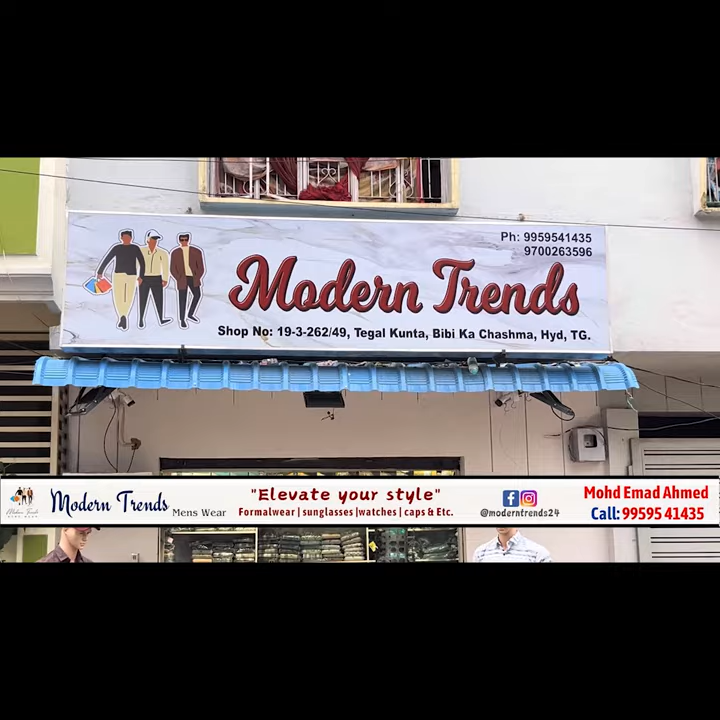 Ph: 9959541435
9700263596
Modern Trends
Shop No: 19-3-262/49, Tegal Kunta, Bibi Ka Chashma, Hyd, TG.
Modern Trends Mens Wear
"Elevate your style"
Formalwear | sunglasses |watches | caps & Etc.
@moderntrends24
Mohd Emad Ahmed
Call: 99595 41435